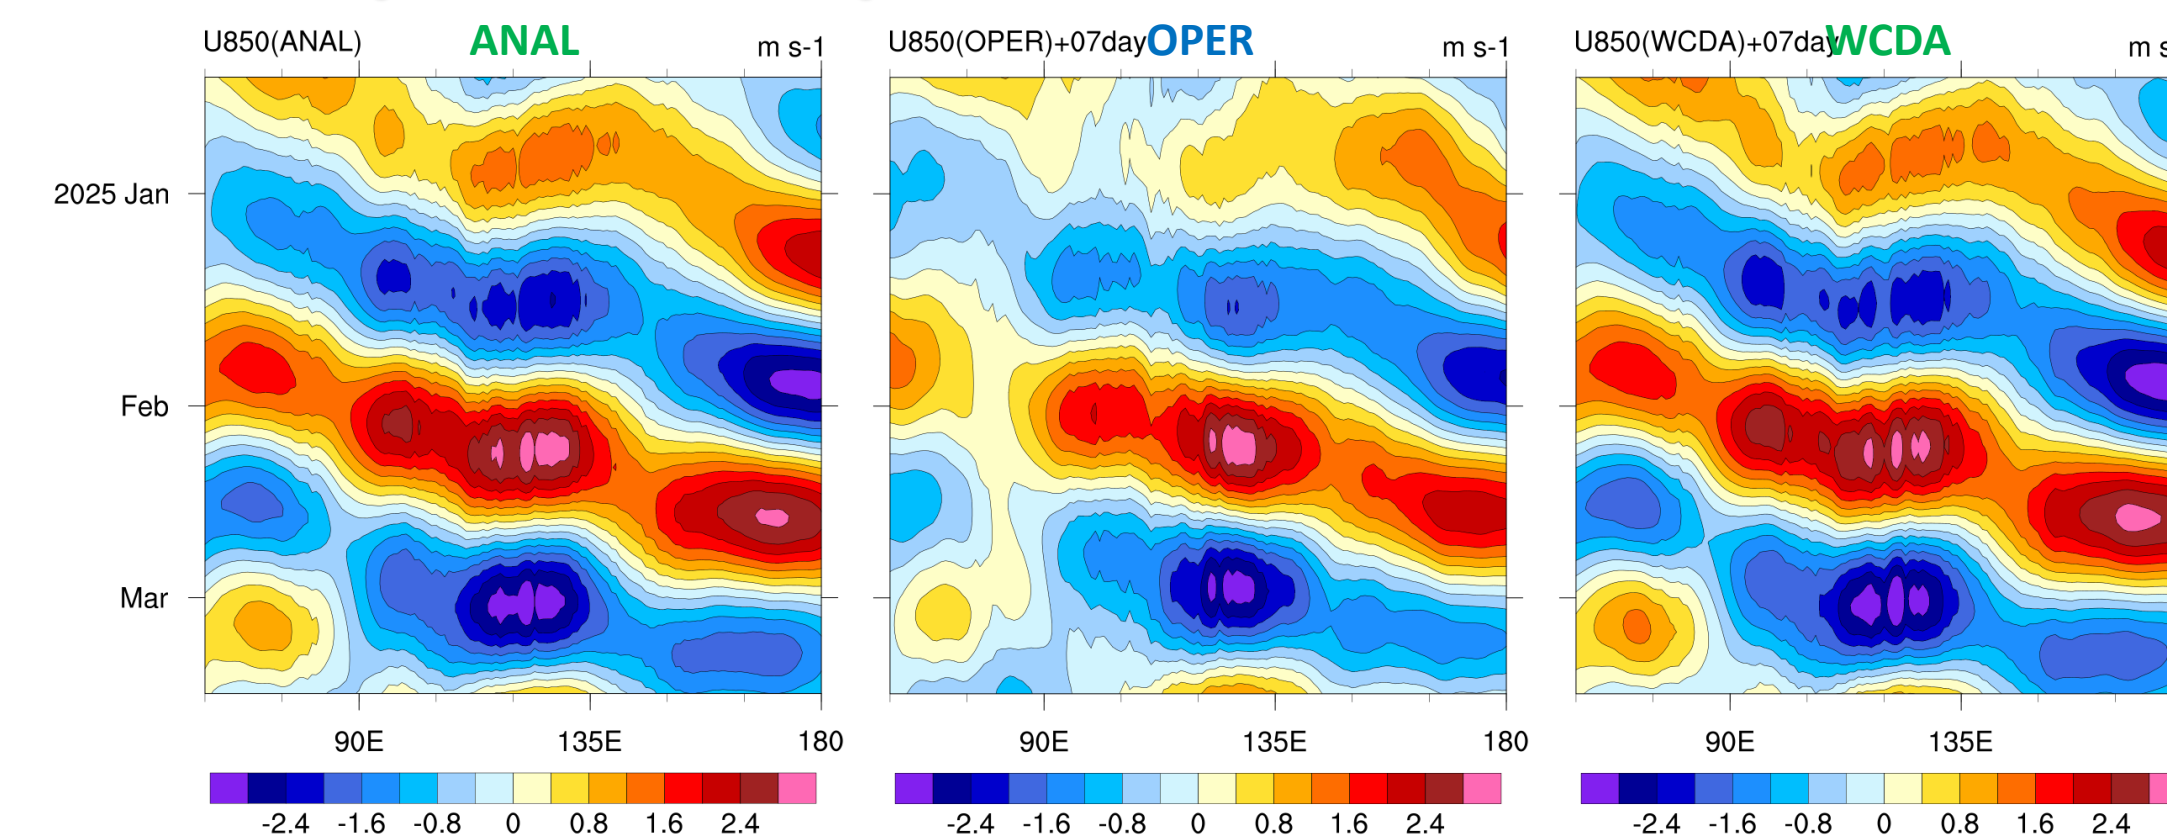 U850(ANAL) ANAL m s-1
U850(OPER)+07day OPER m s-1
U850(WCDA)+07day WCDA m s
2025 Jan
Feb
Mar
90E 135E 180
90E 135E 180
90E 135E
-2.4 -1.6 -0.8 0 0.8 1.6 2.4
-2.4 -1.6 -0.8 0 0.8 1.6 2.4
-2.4 -1.6 -0.8 0 0.8 1.6 2.4